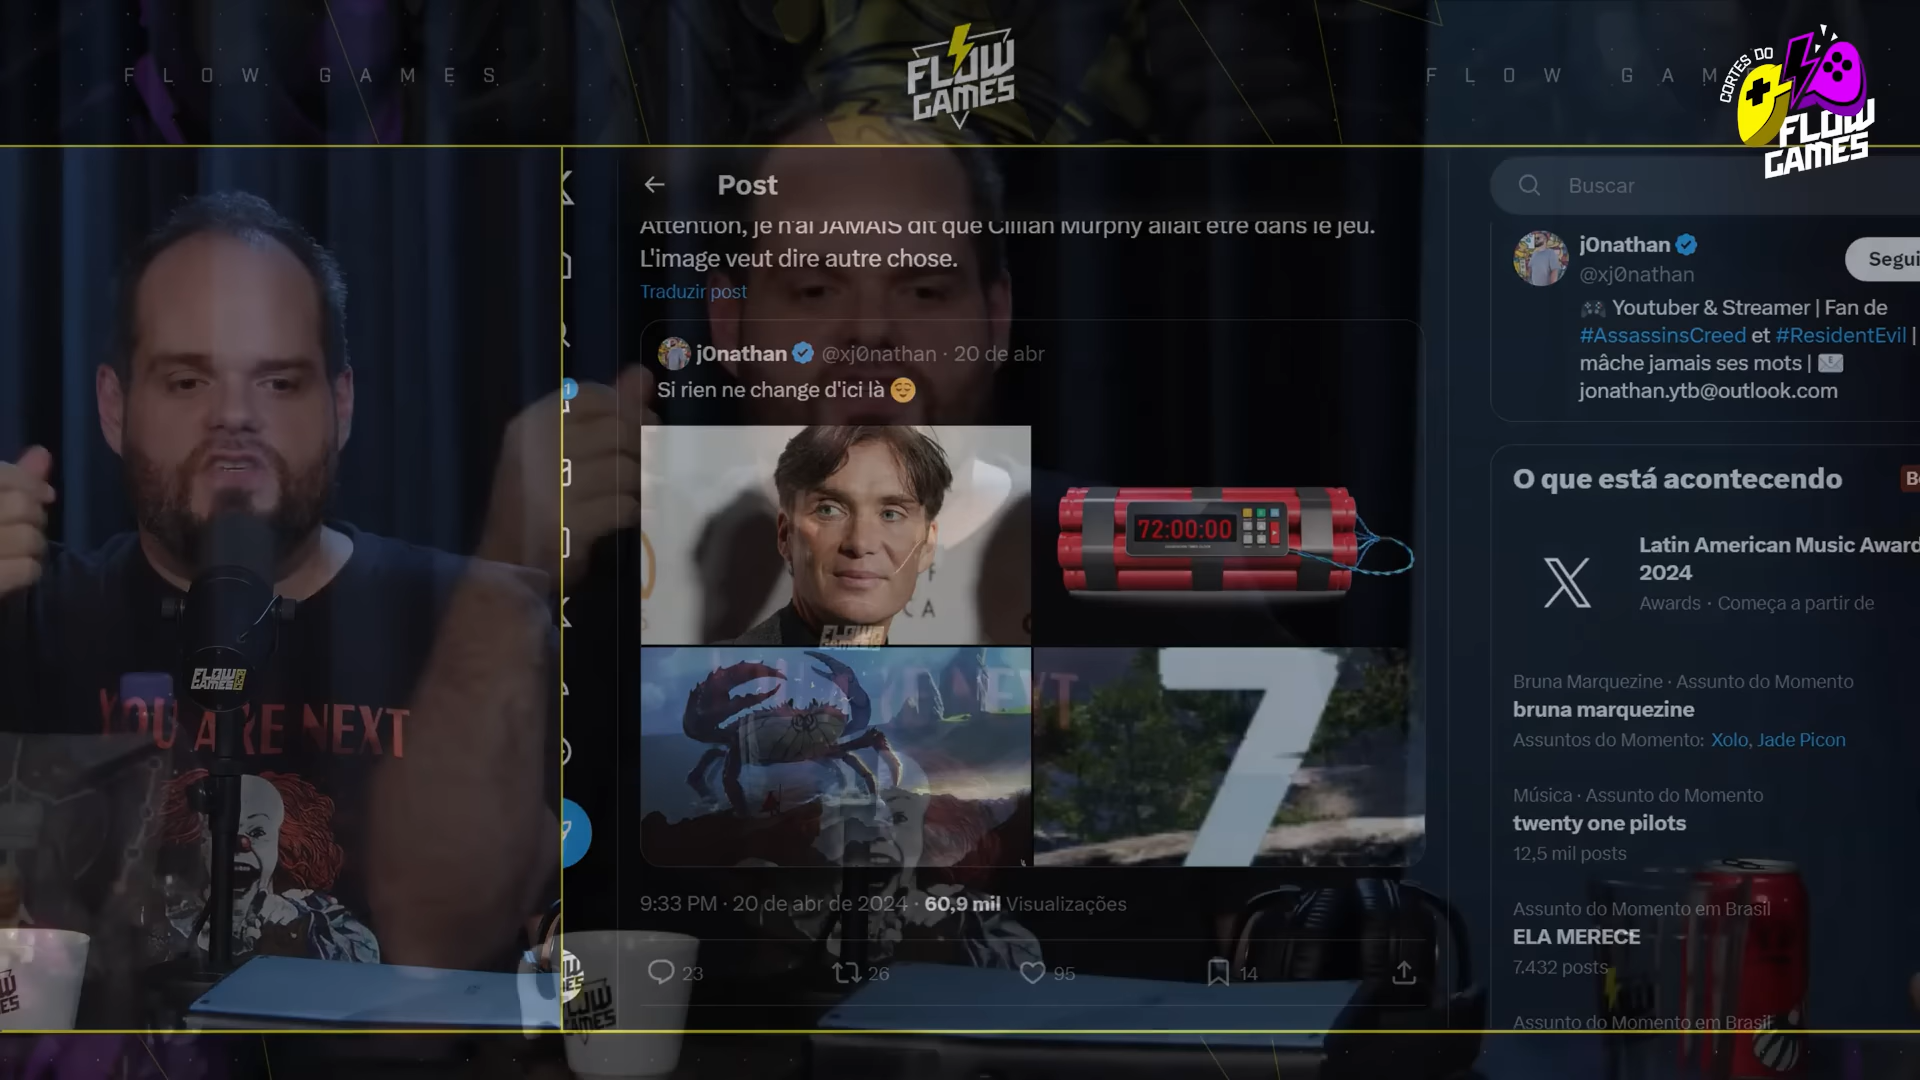 FLOW GAMES
FLOW GAMES
FLOW GAM
CORTES DO
FLOW
GAMES
Post
Attention, je n'ai JAMAIS dit que Cillian Murphy allait être dans le jeu.
L'image veut dire autre chose.
Traduzir post
j0nathan @xj0nathan · 20 de abr
Si rien ne change d'ici là
72:00:00
7
9:33 PM · 20 de abr de 2024 · 60,9 mil Visualizações
23 26 95 14
Buscar
j0nathan
@xj0nathan
Segui
Youtuber & Streamer | Fan de
#AssassinsCreed et #ResidentEvil |
mâche jamais ses mots |
jonathan.ytb@outlook.com
O que está acontecendo
Latin American Music Award
2024
Awards · Começa a partir de
Bruna Marquezine · Assunto do Momento
bruna marquezine
Assuntos do Momento: Xolo, Jade Picon
Música · Assunto do Momento
twenty one pilots
12,5 mil posts
Assunto do Momento em Brasil
ELA MERECE
7.432 posts
Assunto do Momento em Brasil
1
FLOW
GAMES
YOU ARE NEXT